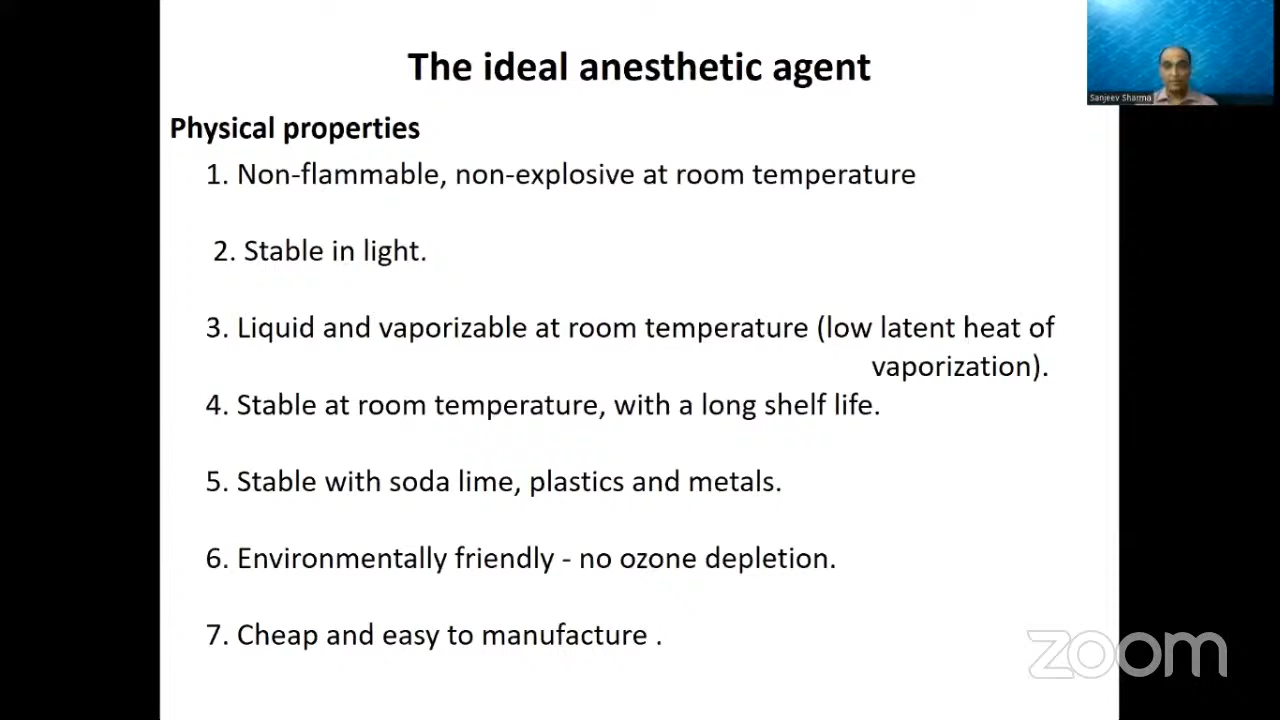 The ideal anesthetic agent
Sanjeev Sharma
Physical properties
1. Non-flammable, non-explosive at room temperature
2. Stable in light.
3. Liquid and vaporizable at room temperature (low latent heat of
vaporization).
4. Stable at room temperature, with a long shelf life.
5. Stable with soda lime, plastics and metals.
6. Environmentally friendly - no ozone depletion.
7. Cheap and easy to manufacture .
zoom